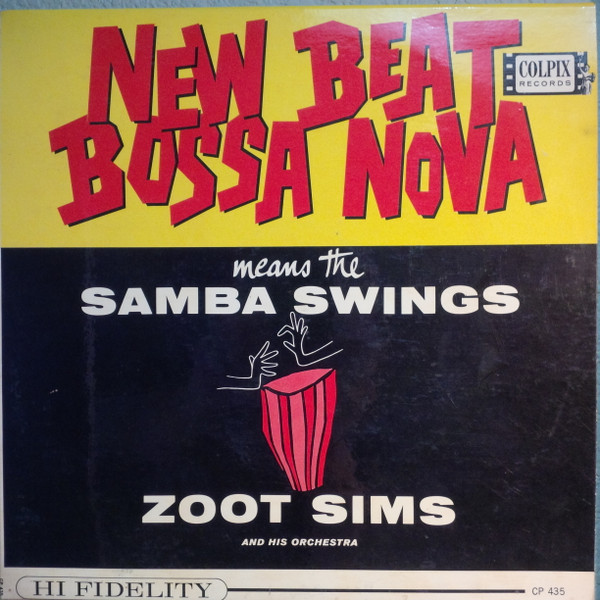 NEW BEAT
BOSSA NOVA
COLPIX
RECORDS
means the
SAMBA SWINGS
ZOOT SIMS
AND HIS ORCHESTRA
HI FIDELITY
CP 435